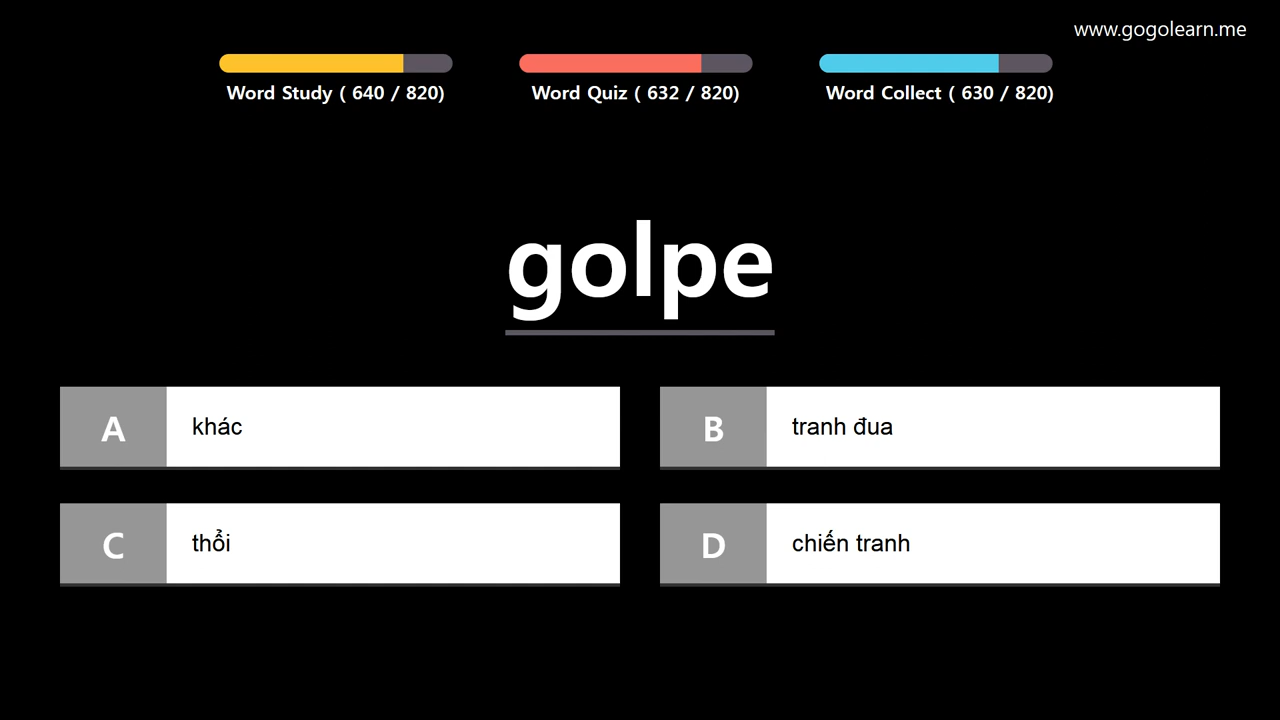 www.gogolearn.me
Word Study ( 640 / 820)
Word Quiz ( 632 / 820)
Word Collect ( 630 / 820)
golpe
A khác
B tranh đua
C thổi
D chiến tranh